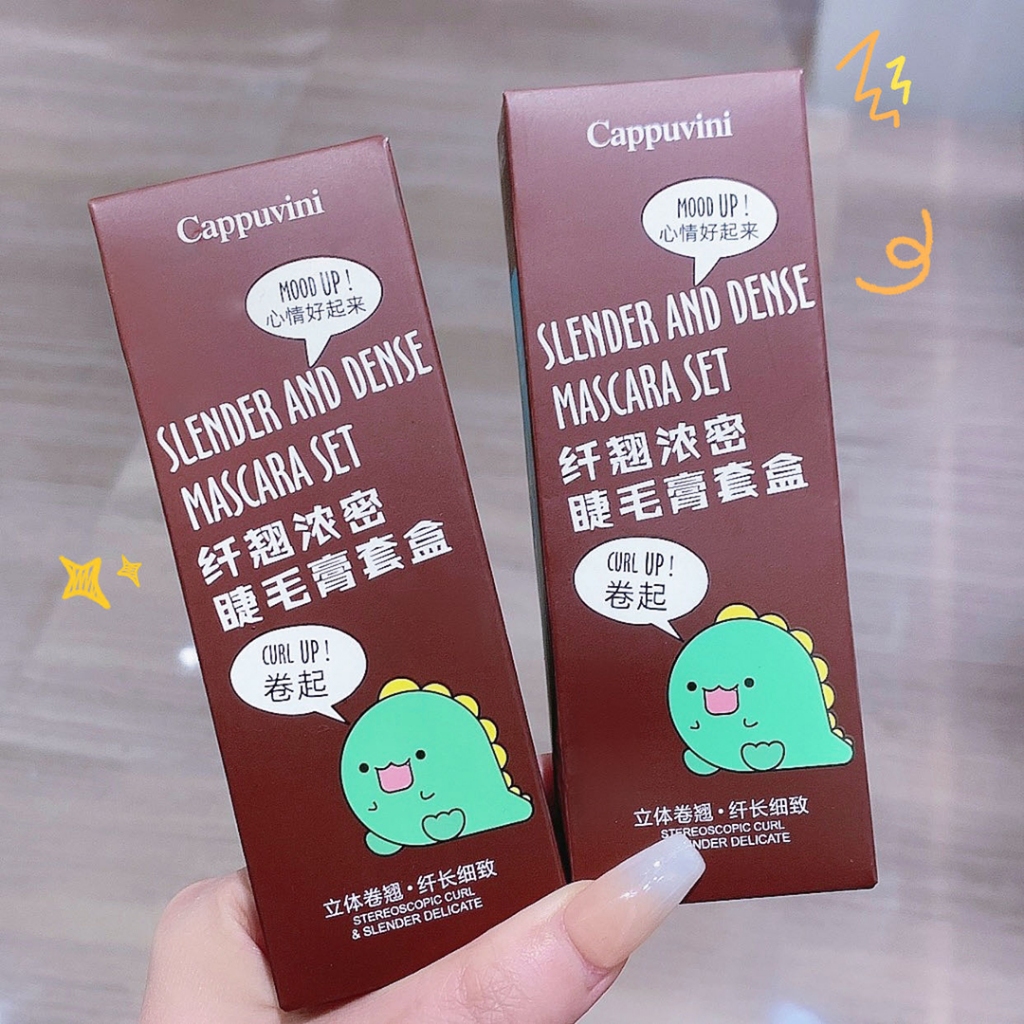 Cappuvini
MOOD UP!
心情好起来
SLENDER AND DENSE
MASCARA SET
纤翘浓密
睫毛膏套盒
CURL UP!
卷起
立体卷翘·纤长细致
STEREOSCOPIC CURL
& SLENDER DELICATE
Cappuvini
MOOD UP!
心情好起来
SLENDER AND DENSE
MASCARA SET
纤翘浓密
睫毛膏套盒
CURL UP!
卷起
立体卷翘·纤长细致
STEREOSCOPIC CURL
NDER DELICATE